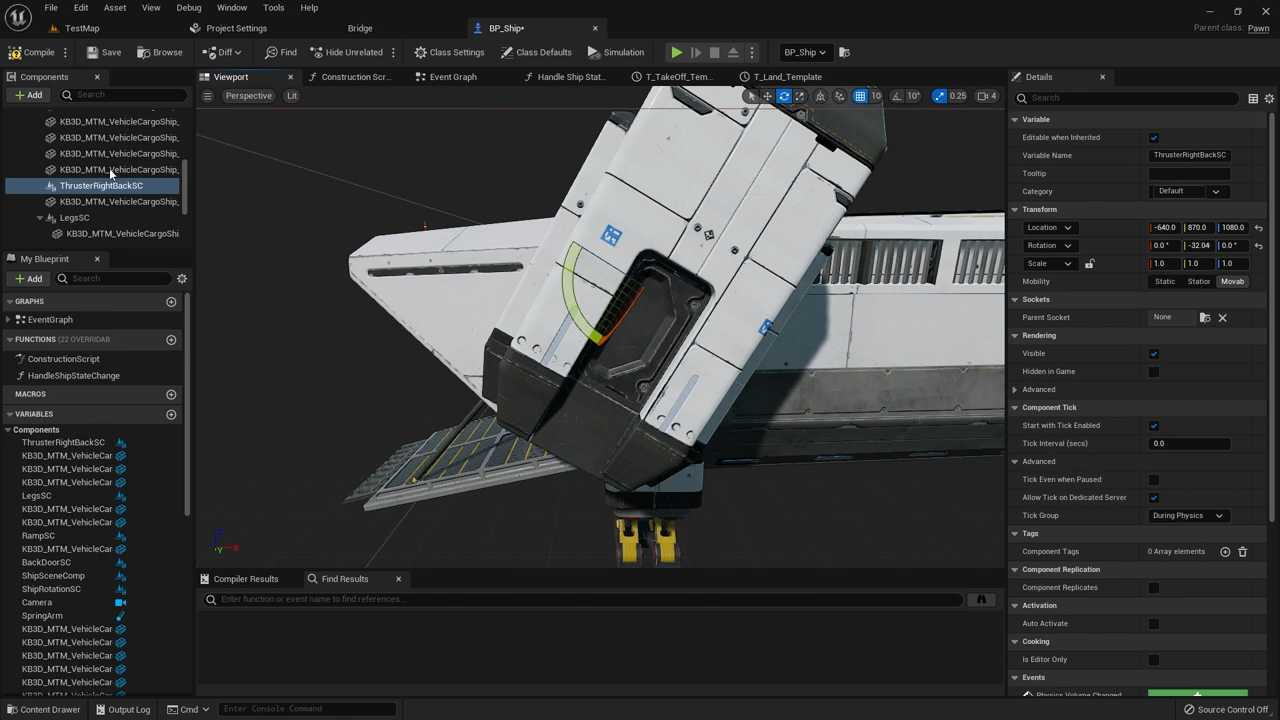 File Edit Asset View Debug Window Tools Help
TestMap Project Settings Bridge BP_Ship• Parent class: Pawn
Compile Save Browse Diff Find Hide Unrelated Class Settings Class Defaults Simulation BP_Ship
Components
Add Search
KB3D_MTM_VehicleCargoShip_
KB3D_MTM_VehicleCargoShip_
KB3D_MTM_VehicleCargoShip_
KB3D_MTM_VehicleCargoShip_
ThrusterRightBackSC
KB3D_MTM_VehicleCargoShip_
LegsSC
KB3D_MTM_VehicleCargoShi
My Blueprint
Add Search
GRAPHS
EventGraph
FUNCTIONS (22 OVERRIDAB
ConstructionScript
HandleShipStateChange
MACROS
VARIABLES
Components
ThrusterRightBackSC
KB3D_MTM_VehicleCar
KB3D_MTM_VehicleCar
KB3D_MTM_VehicleCar
LegsSC
KB3D_MTM_VehicleCar
KB3D_MTM_VehicleCar
RampSC
KB3D_MTM_VehicleCar
BackDoorSC
ShipSceneComp
ShipRotationSC
Camera
SpringArm
KB3D_MTM_VehicleCar
KB3D_MTM_VehicleCar
KB3D_MTM_VehicleCar
KB3D_MTM_VehicleCar
KB3D_MTM_VehicleCar
KB3D_MTM_VehicleCar
Viewport Construction Scr... Event Graph Handle Ship Stat... T_TakeOff_Tem... T_Land_Template
Perspective Lit 10 10° 0.25 4
Z X Y
Compiler Results Find Results
Enter function or event name to find references...
Details
Search
Variable
Editable when Inherited
Variable Name ThrusterRightBackSC
Tooltip
Category Default
Transform
Location -640.0 870.0 1080.0
Rotation 0.0 ° -32.04 0.0 °
Scale 1.0 1.0 1.0
Mobility Static Station Movab
Sockets
Parent Socket None
Rendering
Visible
Hidden in Game
Advanced
Component Tick
Start with Tick Enabled
Tick Interval (secs) 0.0
Advanced
Tick Even when Paused
Allow Tick on Dedicated Server
Tick Group During Physics
Tags
Component Tags 0 Array elements
Component Replication
Component Replicates
Activation
Auto Activate
Cooking
Is Editor Only
Events
Physics Volume Changed
Content Drawer Output Log Cmd Enter Console Command Source Control Off